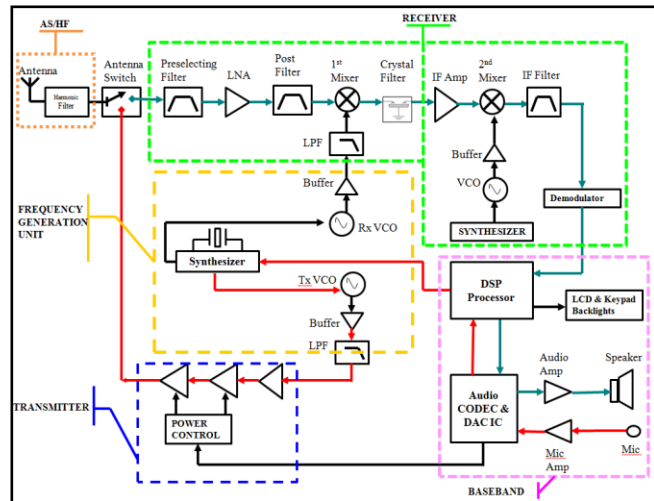 RECEIVER
AS/HF
Antenna
Harmonic
Filter
Antenna
Switch
Preselecting
Filter
LNA
Post
Filter
1st
Mixer
Crystal
Filter
IF Amp
2nd
Mixer
IF Filter
LPF
Buffer
Rx VCO
Buffer
VCO
SYNTHESIZER
Demodulator
FREQUENCY
GENERATION
UNIT
Synthesizer
Tx VCO
Buffer
LPF
DSP
Processor
LCD & Keypad
Backlights
Audio
Amp
Speaker
Audio
CODEC &
DAC IC
Mic
Amp
Mic
TRANSMITTER
POWER
CONTROL
BASEBAND